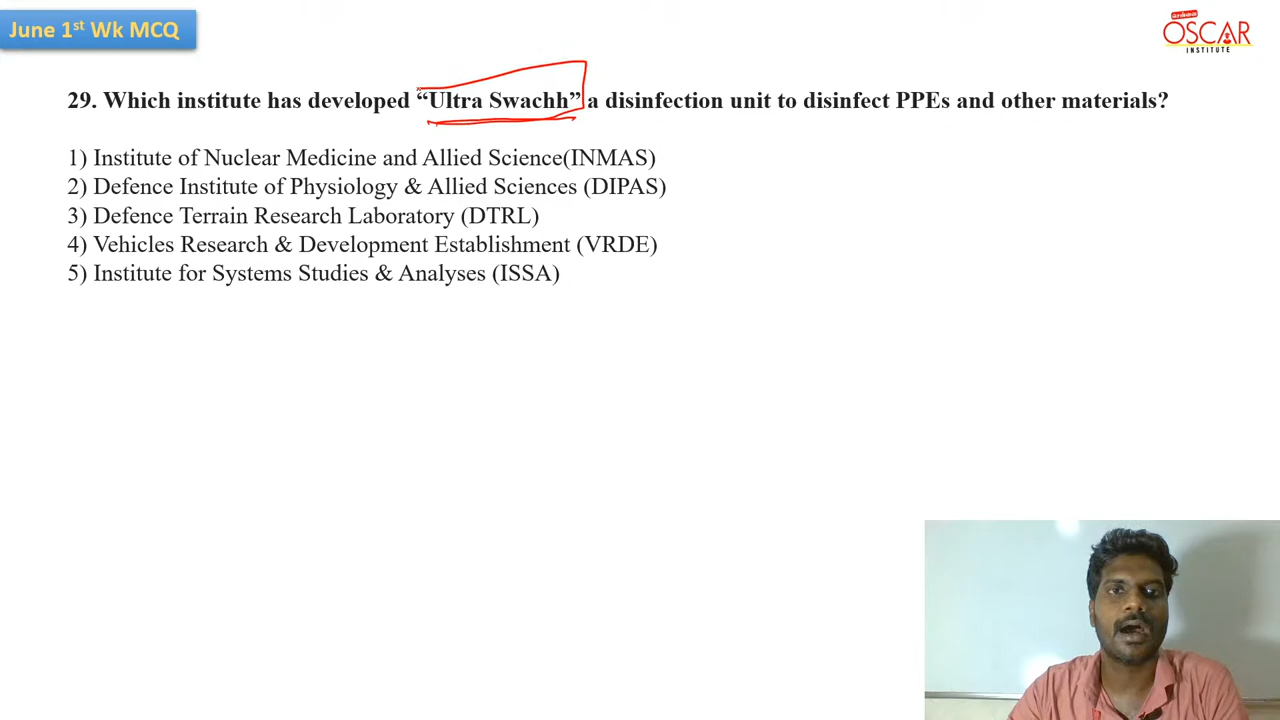 June 1st Wk MCQ
சென்னை
OSCAR
INSTITUTE
29. Which institute has developed “Ultra Swachh” a disinfection unit to disinfect PPEs and other materials?
1) Institute of Nuclear Medicine and Allied Science(INMAS)
2) Defence Institute of Physiology & Allied Sciences (DIPAS)
3) Defence Terrain Research Laboratory (DTRL)
4) Vehicles Research & Development Establishment (VRDE)
5) Institute for Systems Studies & Analyses (ISSA)